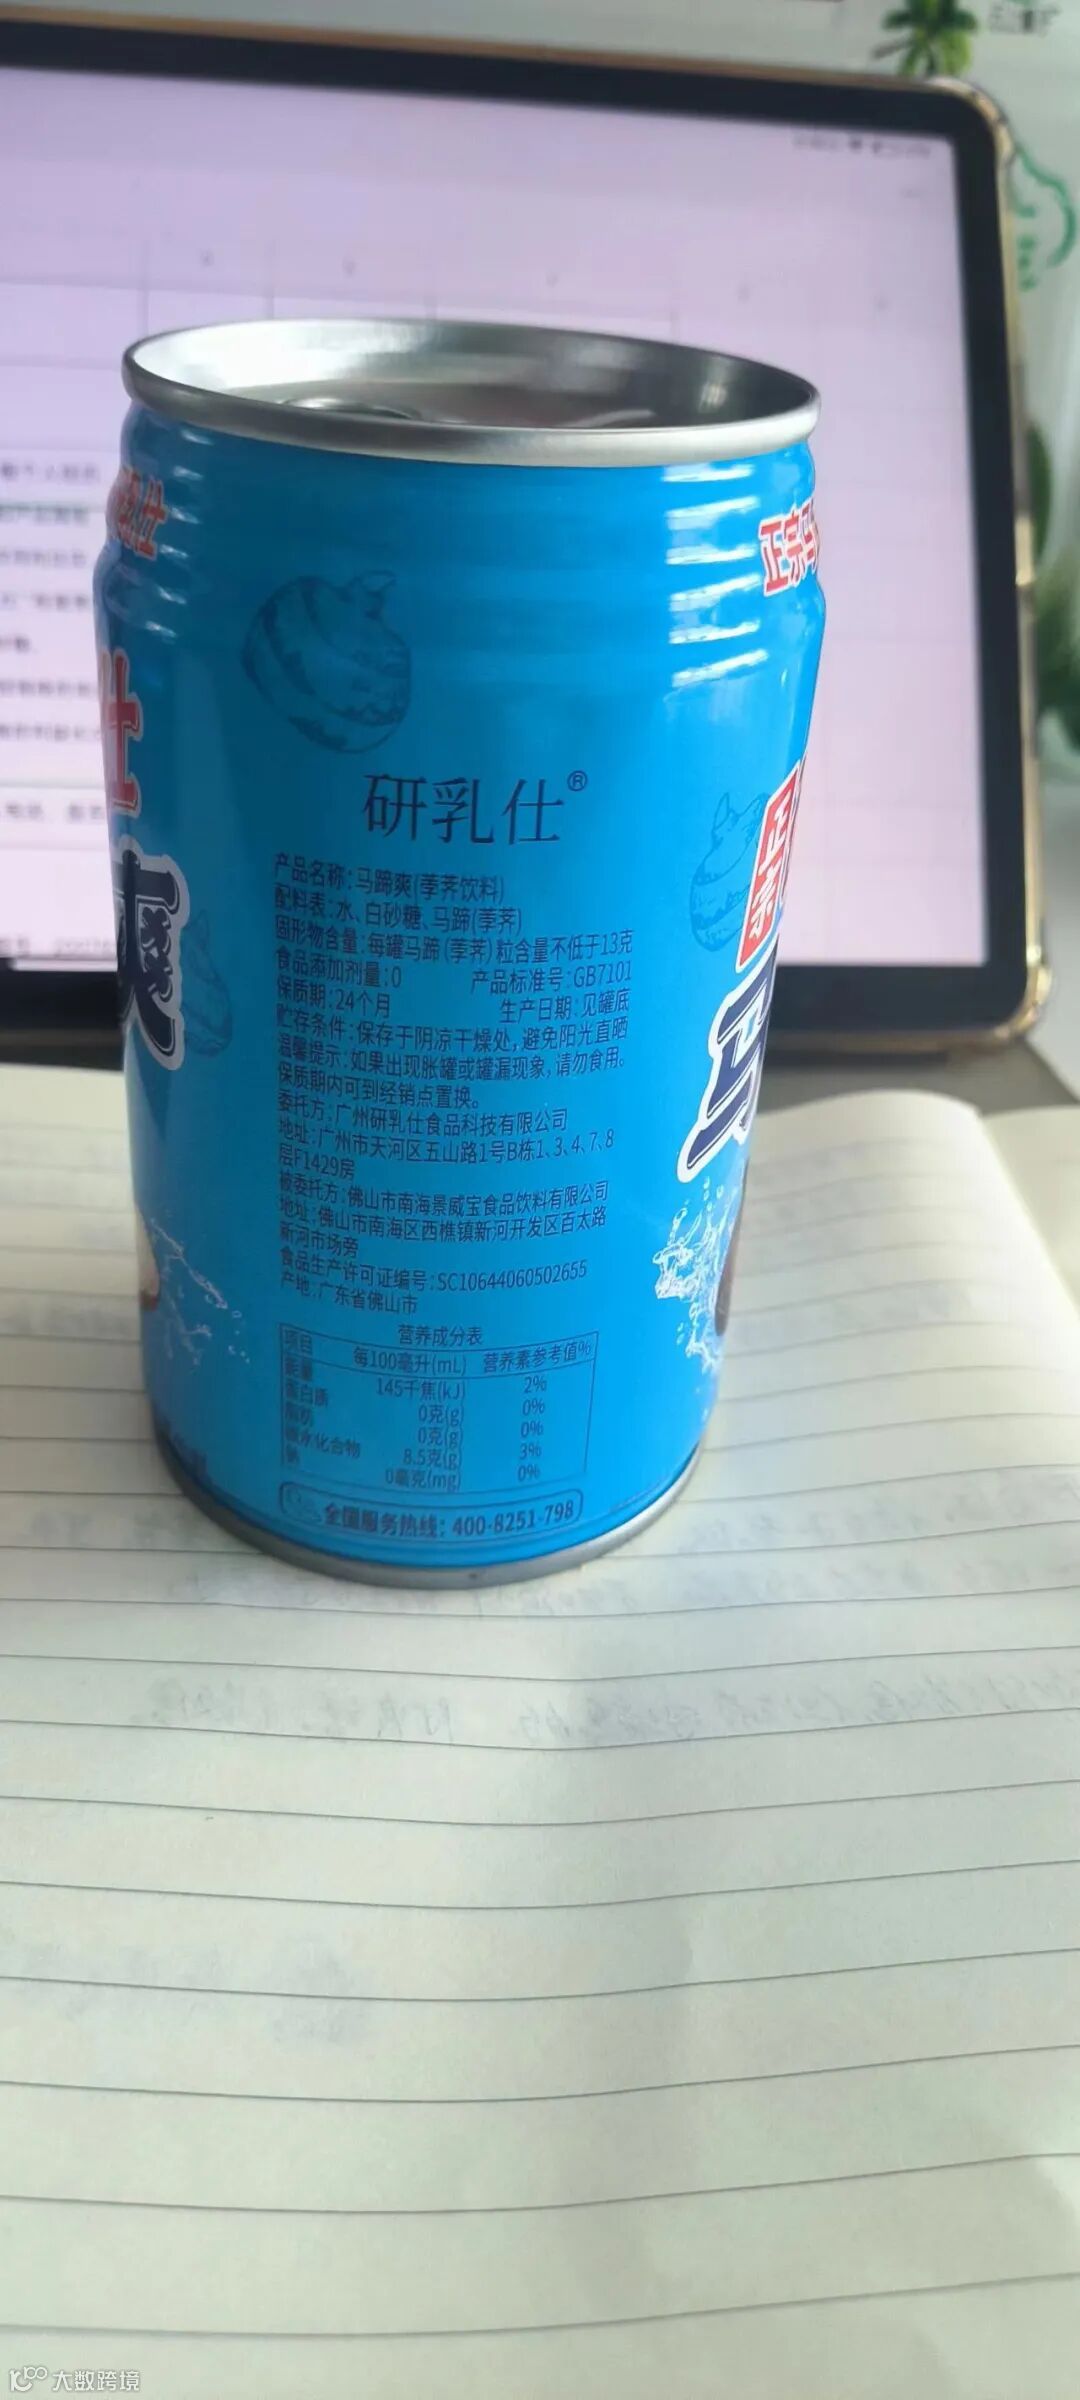 正宗马
仕
研乳仕®
产品名称:马蹄爽(荸荠饮料)
配料表:水、白砂糖、马蹄(荸荠)
固形物含量:每罐马蹄(荸荠)粒含量不低于13克
食品添加剂量:0 产品标准号:GB7101
保质期:24个月 生产日期:见罐底
贮存条件:保存于阴凉干燥处,避免阳光直晒
温馨提示:如果出现胀罐或罐漏现象,请勿食用。
保质期内可到经销点置换。
委托方:广州研乳仕食品科技有限公司
地址:广州市天河区五山路1号B栋1、3、4、7、8
层F1429房
被委托方:佛山市南海景威宝食品饮料有限公司
地址:佛山市南海区西樵镇新河开发区百太路
新河市场旁
食品生产许可证编号:SC10644060502655
产地:广东省佛山市
营养成分表
项目 每100毫升(mL) 营养素参考值%
能量 145千焦(kJ) 2%
蛋白质 0克(g) 0%
脂肪 0克(g) 0%
碳水化合物 8.5克(g) 3%
钠 0毫克(mg) 0%
全国服务热线:400-8251-798
仕
爽
正宗
马
大数跨境